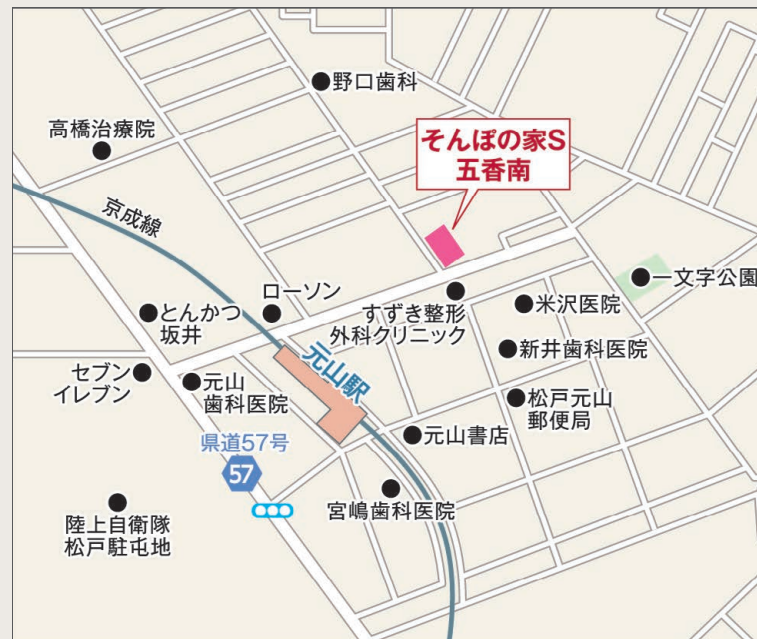 野口歯科
高橋治療院
そんぽの家S
五香南
京成線
一文字公園
ローソン
とんかつ
坂井
すずき整形
外科クリニック
米沢医院
新井歯科医院
元山駅
セブン
イレブン
元山
歯科医院
松戸元山
郵便局
元山書店
県道57号
57
宮嶋歯科医院
陸上自衛隊
松戸駐屯地